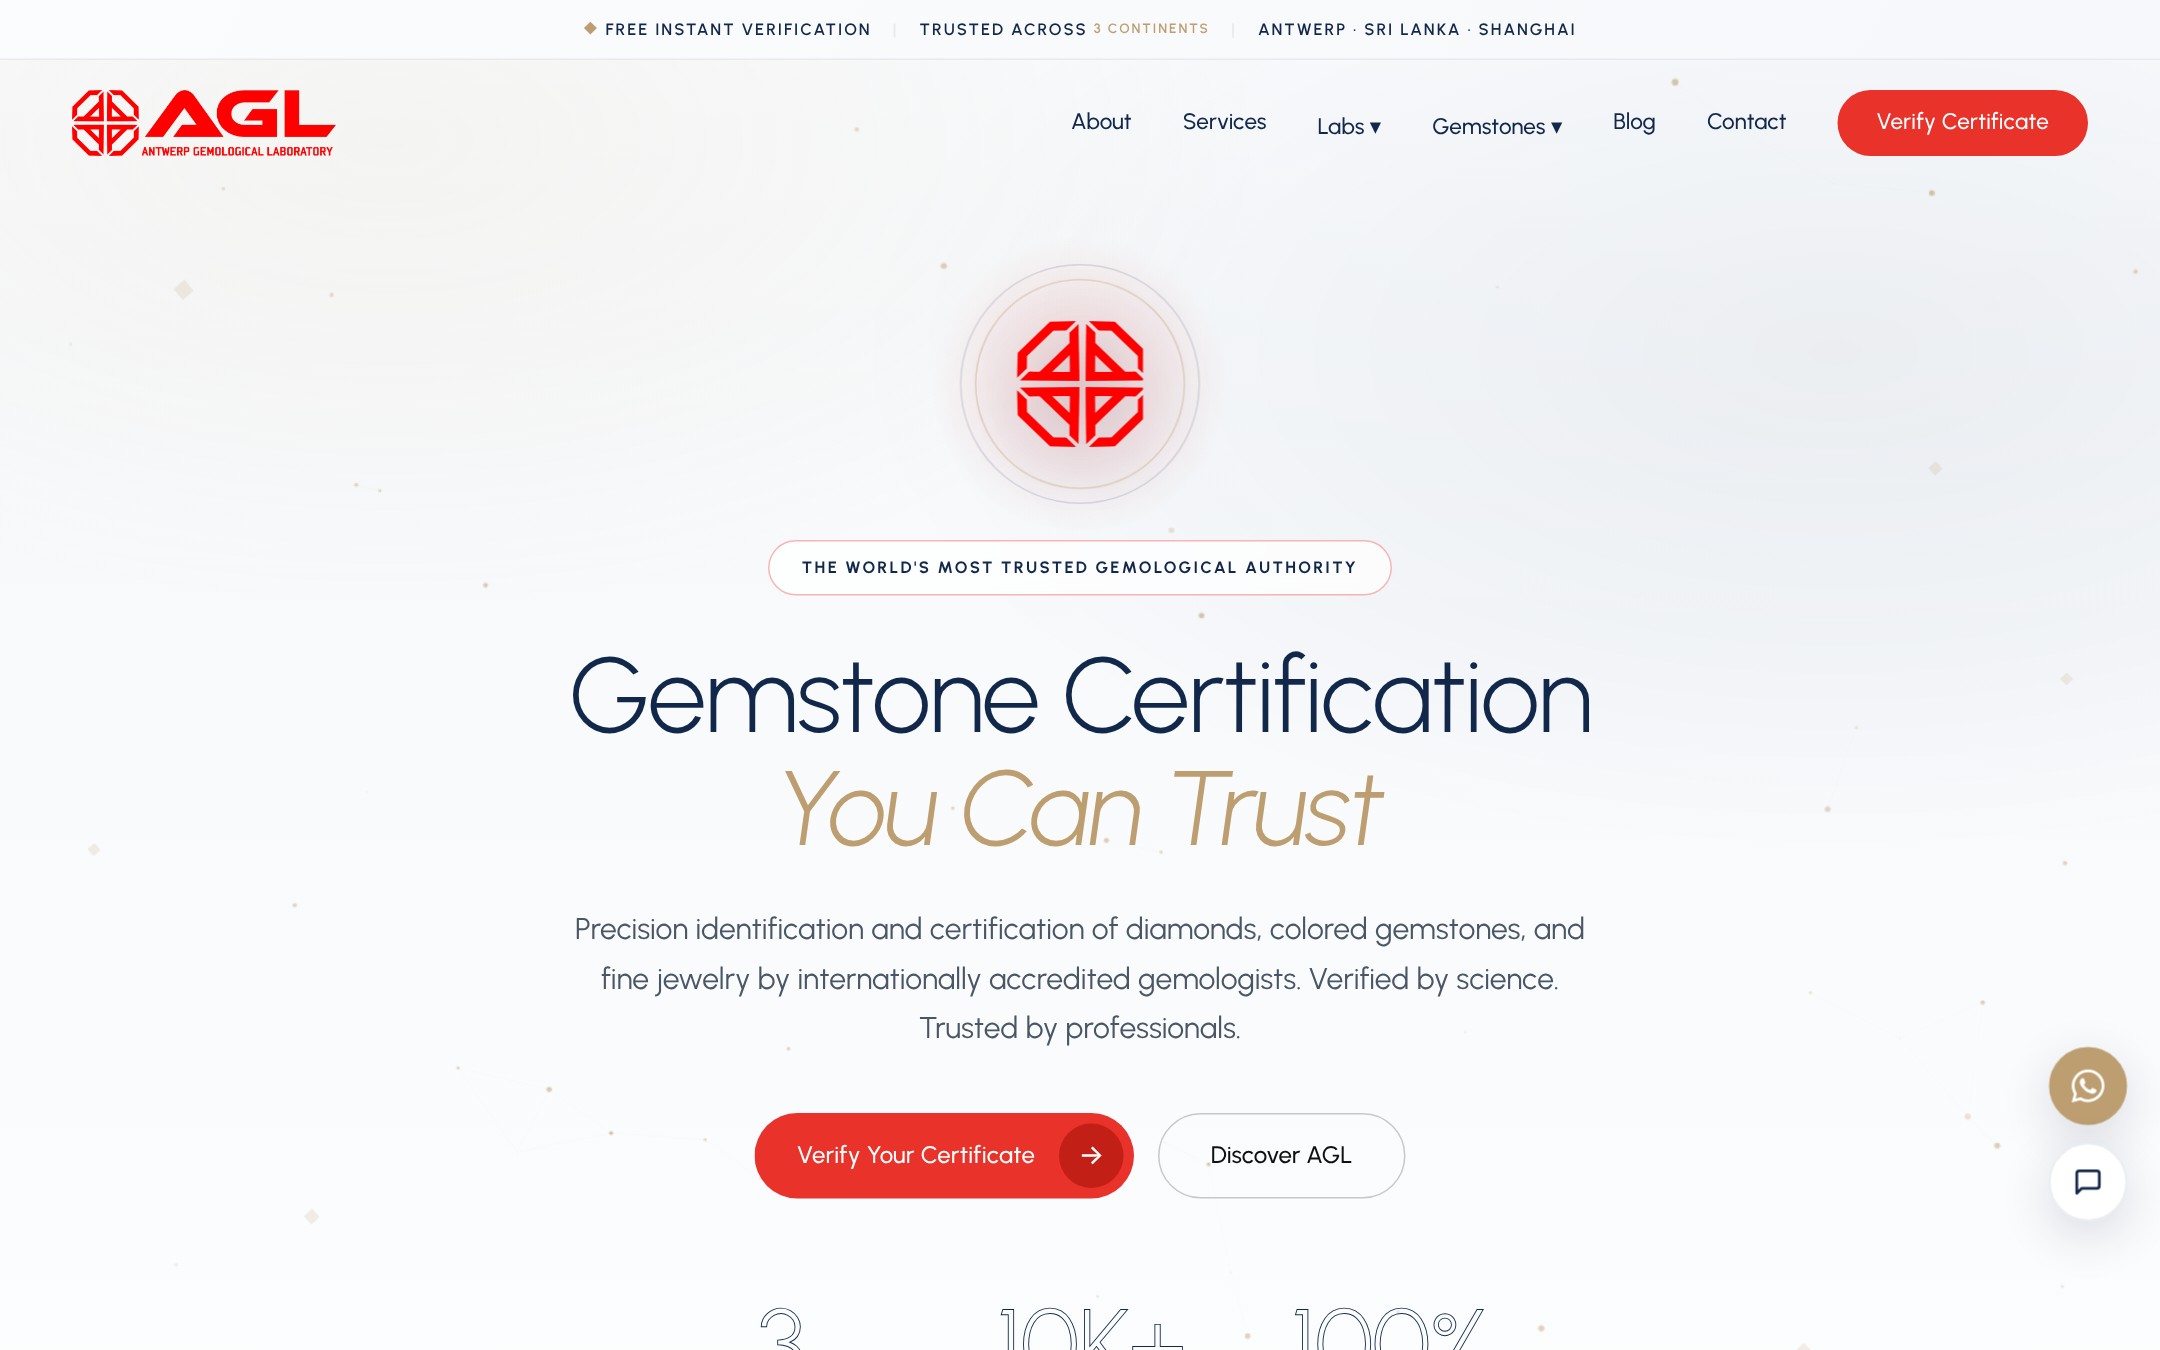 ◆ FREE INSTANT VERIFICATION | TRUSTED ACROSS 3 CONTINENTS | ANTWERP · SRI LANKA · SHANGHAI
AGL
ANTWERP GEMOLOGICAL LABORATORY
About Services Labs ▾ Gemstones ▾ Blog Contact Verify Certificate
THE WORLD'S MOST TRUSTED GEMOLOGICAL AUTHORITY
Gemstone Certification
You Can Trust
Precision identification and certification of diamonds, colored gemstones, and
fine jewelry by internationally accredited gemologists. Verified by science.
Trusted by professionals.
Verify Your Certificate → Discover AGL
3 10K+ 100%